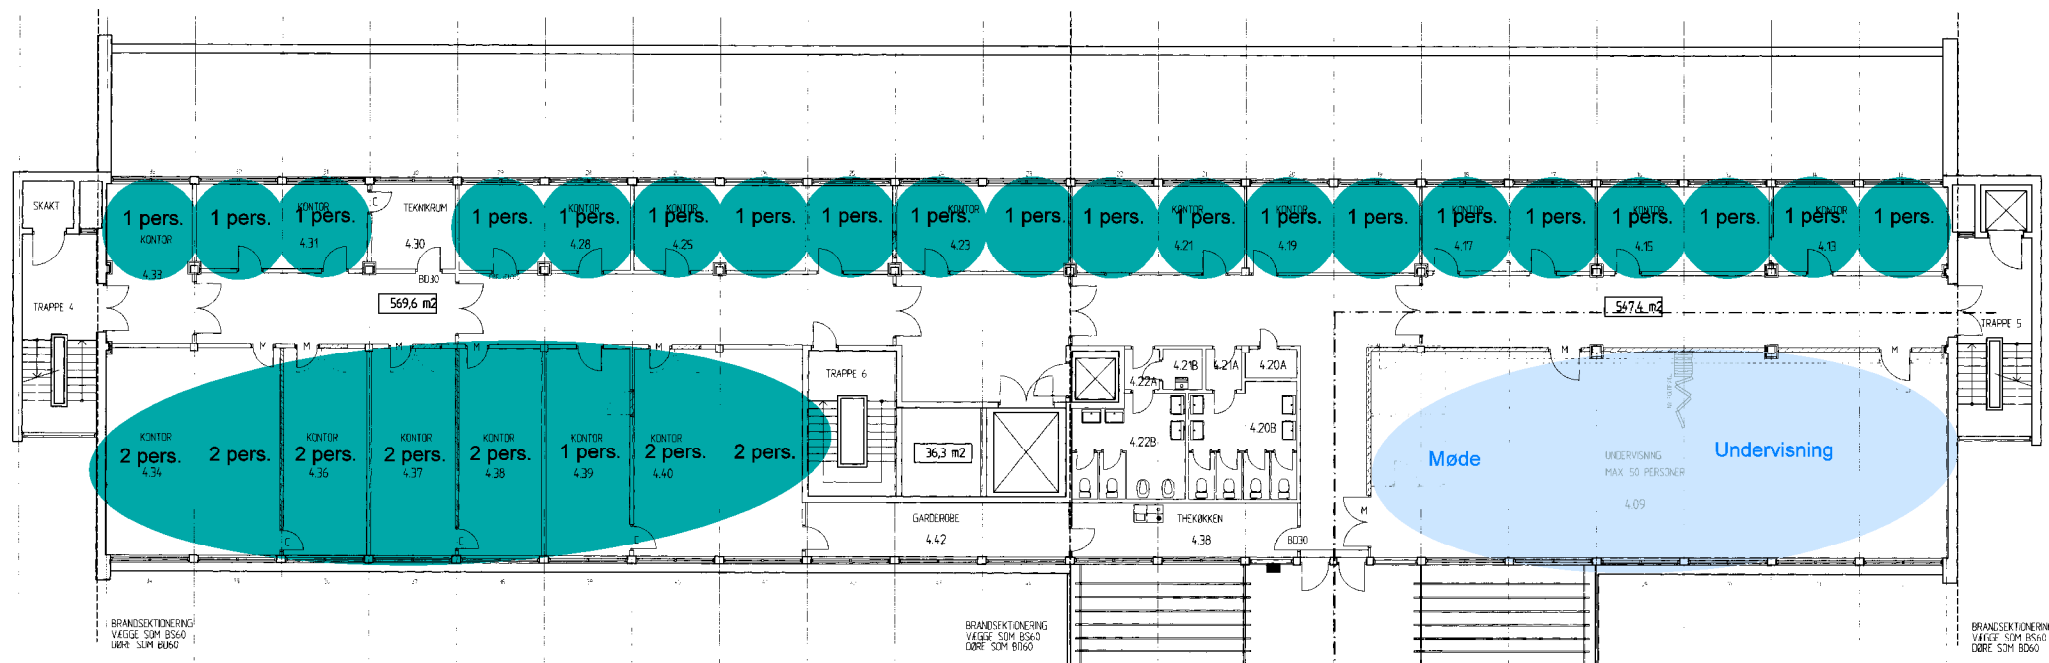 SKAKT
1 pers.
KONTOR
4.33
1 pers.
KONTOR
1 pers.
4.31
TEKNIKRUM
4.30
BD30
1 pers.
KONTOR
1 pers.
4.28
KONTOR
1 pers.
4.25
1 pers.
1 pers.
KONTOR
1 pers.
4.23
1 pers.
1 pers.
KONTOR
1 pers.
4.21
KONTOR
1 pers.
4.19
1 pers.
KONTOR
1 pers.
4.17
1 pers.
KONTOR
1 pers.
4.15
1 pers.
KONTOR
1 pers.
4.13
1 pers.
TRAPPE 4
569,6 m2
547,4 m2
TRAPPE 5
M
M
M
M
M
M
M
TRAPPE 6
4.22A
4.21B
4.21A
4.20A
KONTOR
2 pers.
4.34
2 pers.
KONTOR
2 pers.
4.36
KONTOR
2 pers.
4.37
KONTOR
2 pers.
4.38
KONTOR
1 pers.
4.39
KONTOR
4.40
2 pers.
36,3 m2
4.22B
4.20B
Møde
UNDERVISNING
MAX 50 PERSONER
4.09
Undervisning
GARDEROBE
4.42
THEKØKKEN
4.38
BD30
M
C
C
C
C
BRANDSEKTIONERING
VÆGGE SOM BS60
DØRE SOM BD60
BRANDSEKTIONERING
VÆGGE SOM BS60
DØRE SOM BD60
BRANDSEKTIONERING
VÆGGE SOM BS60
DØRE SOM BD60